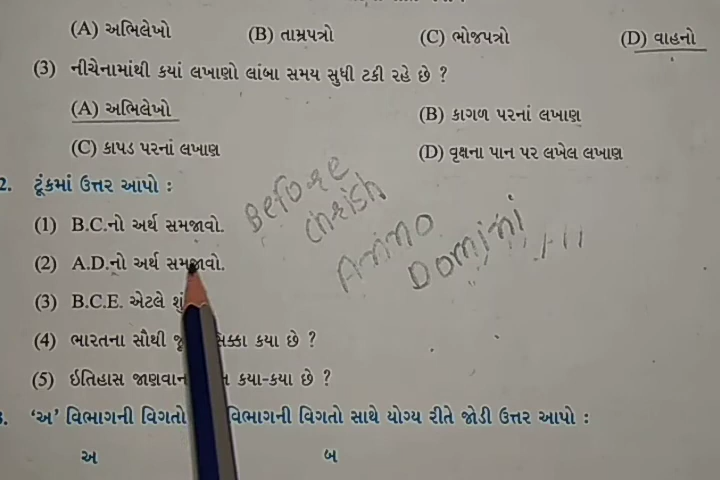 (A) અભિલેખો (B) તામ્રપત્રો (C) ભોજપત્રો (D) વાહનો
(3) નીચેનામાંથી કયાં લખાણો લાંબા સમય સુધી ટકી રહે છે ?
(A) અભિલેખો (B) કાગળ પરનાં લખાણ
(C) કાપડ પરનાં લખાણ (D) વૃક્ષના પાન પર લખેલ લખાણ
2. ટૂંકમાં ઉત્તર આપો :
(1) B.C.નો અર્થ સમજાવો.
Before
Chrish
(2) A.D.નો અર્થ સમજાવો.
Anno
Domini
(3) B.C.E. એટલે શું
(4) ભારતના સૌથી સિક્કા કયા છે ?
(5) ઇતિહાસ કયા-કયા છે ?
3. 'અ' વિભાગની વિગતો વિભાગની વિગતો સાથે યોગ્ય રીતે જોડી ઉત્તર આપો :
અ બ